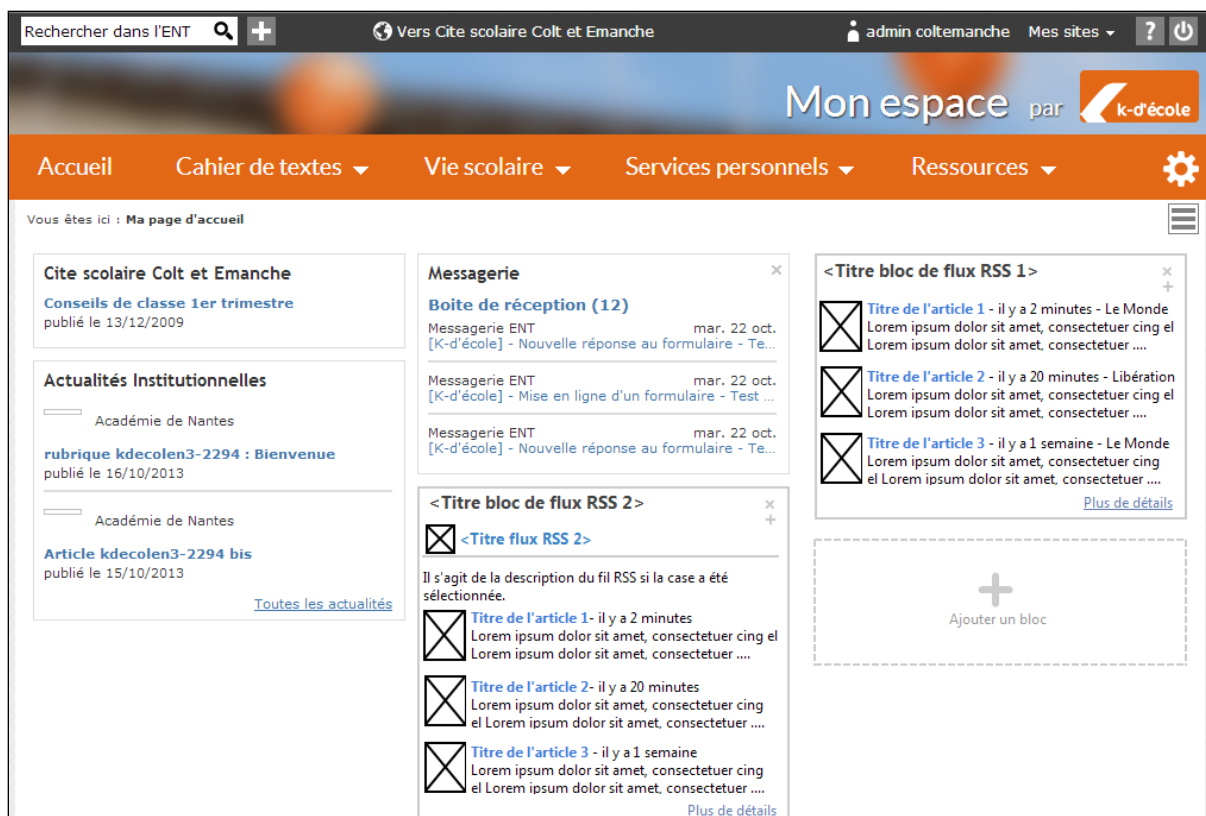 Rechercher dans l'ENT
Vers Cite scolaire Colt et Emanche
admin coltemanche
Mes sites
?
Mon espace par k-d'école
Accueil
Cahier de textes
Vie scolaire
Services personnels
Ressources
Vous êtes ici : Ma page d'accueil
Cite scolaire Colt et Emanche
Conseils de classe 1er trimestre
publié le 13/12/2009
Actualités Institutionnelles
Académie de Nantes
rubrique kdecolen3-2294 : Bienvenue
publié le 16/10/2013
Académie de Nantes
Article kdecolen3-2294 bis
publié le 15/10/2013
Toutes les actualités
Messagerie
Boite de réception (12)
Messagerie ENT mar. 22 oct.
[K-d'école] - Nouvelle réponse au formulaire - Te...
Messagerie ENT mar. 22 oct.
[K-d'école] - Mise en ligne d'un formulaire - Test ...
Messagerie ENT mar. 22 oct.
[K-d'école] - Nouvelle réponse au formulaire - Te...
<Titre bloc de flux RSS 2>
<Titre flux RSS 2>
Il s'agit de la description du fil RSS si la case a été
sélectionnée.
Titre de l'article 1- il y a 2 minutes
Lorem ipsum dolor sit amet, consectetuer cing el
Lorem ipsum dolor sit amet, consectetuer ....
Titre de l'article 2- il y a 20 minutes
Lorem ipsum dolor sit amet, consectetuer cing
el Lorem ipsum dolor sit amet, consectetuer ....
Titre de l'article 3 - il y a 1 semaine
Lorem ipsum dolor sit amet, consectetuer cing
el Lorem ipsum dolor sit amet, consectetuer ....
Plus de détails
<Titre bloc de flux RSS 1>
Titre de l'article 1 - il y a 2 minutes - Le Monde
Lorem ipsum dolor sit amet, consectetuer cing el
Lorem ipsum dolor sit amet, consectetuer ....
Titre de l'article 2 - il y a 20 minutes - Libération
Lorem ipsum dolor sit amet, consectetuer cing el
Lorem ipsum dolor sit amet, consectetuer ....
Titre de l'article 3 - il y a 1 semaine - Le Monde
Lorem ipsum dolor sit amet, consectetuer cing
el Lorem ipsum dolor sit amet, consectetuer ....
Plus de détails
Ajouter un bloc